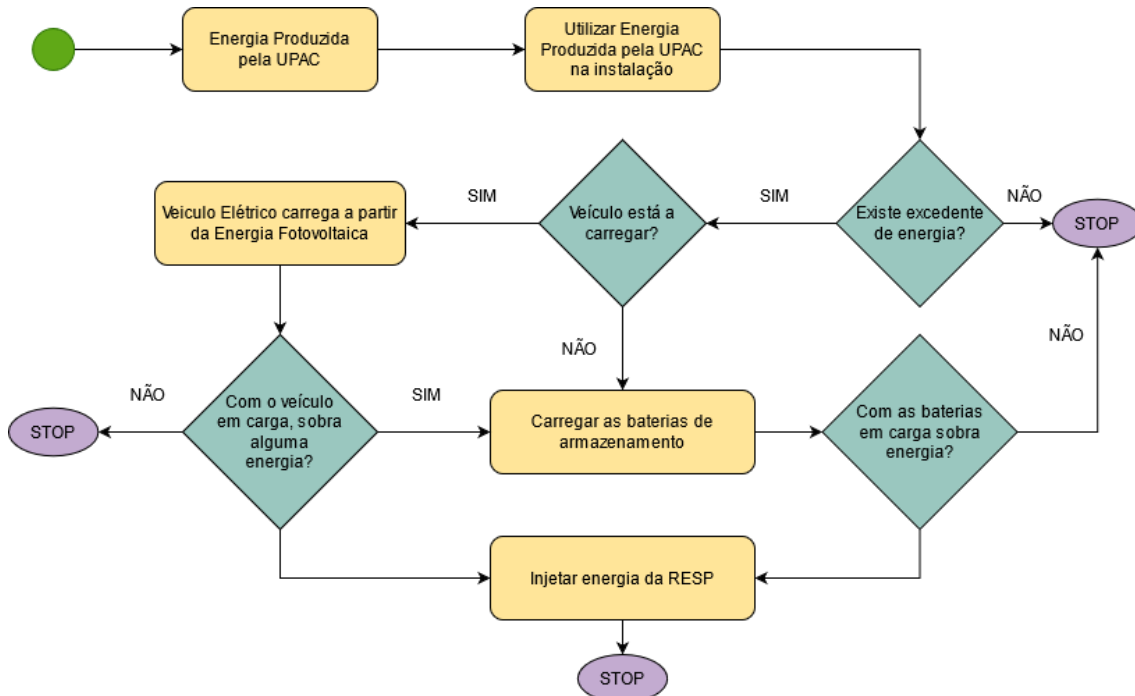 Energia Produzida
pela UPAC
Utilizar Energia
Produzida pela UPAC
na instalação
Existe excedente
de energia?
NÃO
STOP
SIM
Veículo está a
carregar?
SIM
Veiculo Elétrico carrega a partir
da Energia Fotovoltaica
NÃO
Com o veículo
em carga, sobra
alguma
energia?
NÃO
STOP
SIM
Carregar as baterias de
armazenamento
Com as baterias
em carga sobra
energia?
NÃO
Injetar energia da RESP
STOP